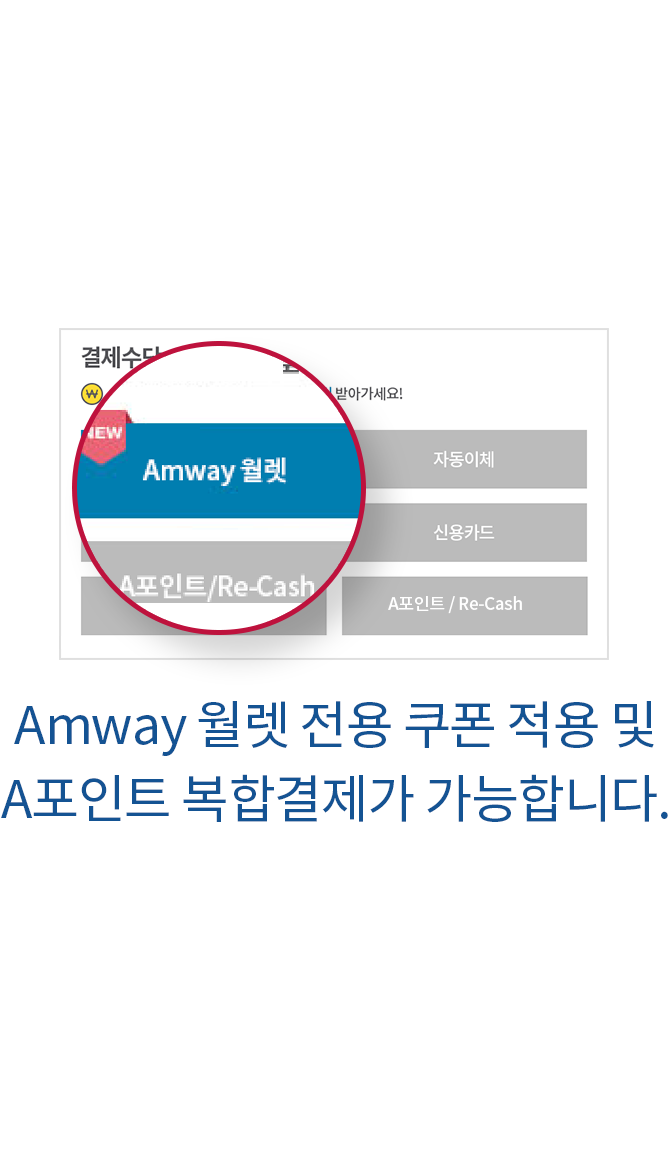 결제수단
받아가세요!
NEW
Amway 월렛
자동이체
신용카드
A포인트/Re-Cash
A포인트 / Re-Cash
Amway 월렛 전용 쿠폰 적용 및
A포인트 복합결제가 가능합니다.